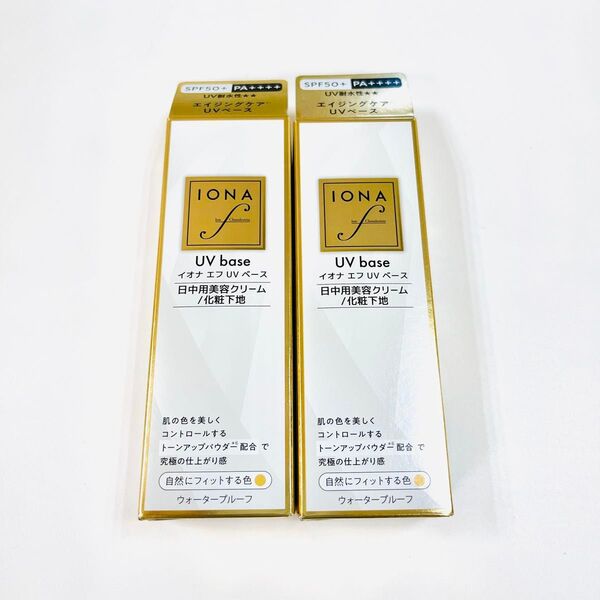 SPF50+ PA++++
UV耐水性★★
エイジングケア
UVベース
IONA
f
UV base
イオナ エフ UV ベース
日中用美容クリーム
/化粧下地
肌の色を美しく
コントロールする
トーンアップパウダー 配合 で
究極の仕上がり感
自然にフィットする色
ウォータープルーフ
SPF50+ PA++++
UV耐水性★★
エイジングケア
UVベース
IONA
f
UV base
イオナ エフ UV ベース
日中用美容クリーム
/化粧下地
肌の色を美しく
コントロールする
トーンアップパウダー 配合 で
究極の仕上がり感
自然にフィットする色
ウォータープルーフ